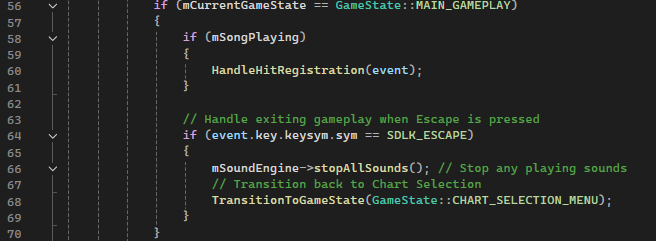 56 if (mCurrentGameState == GameState::MAIN_GAMEPLAY)
57 {
58 if (mSongPlaying)
59 {
60 HandleHitRegistration(event);
61 }
62
63 // Handle exiting gameplay when Escape is pressed
64 if (event.key.keysym.sym == SDLK_ESCAPE)
65 {
66 mSoundEngine->stopAllSounds(); // Stop any playing sounds
67 // Transition back to Chart Selection
68 TransitionToGameState(GameState::CHART_SELECTION_MENU);
69 }
70 }